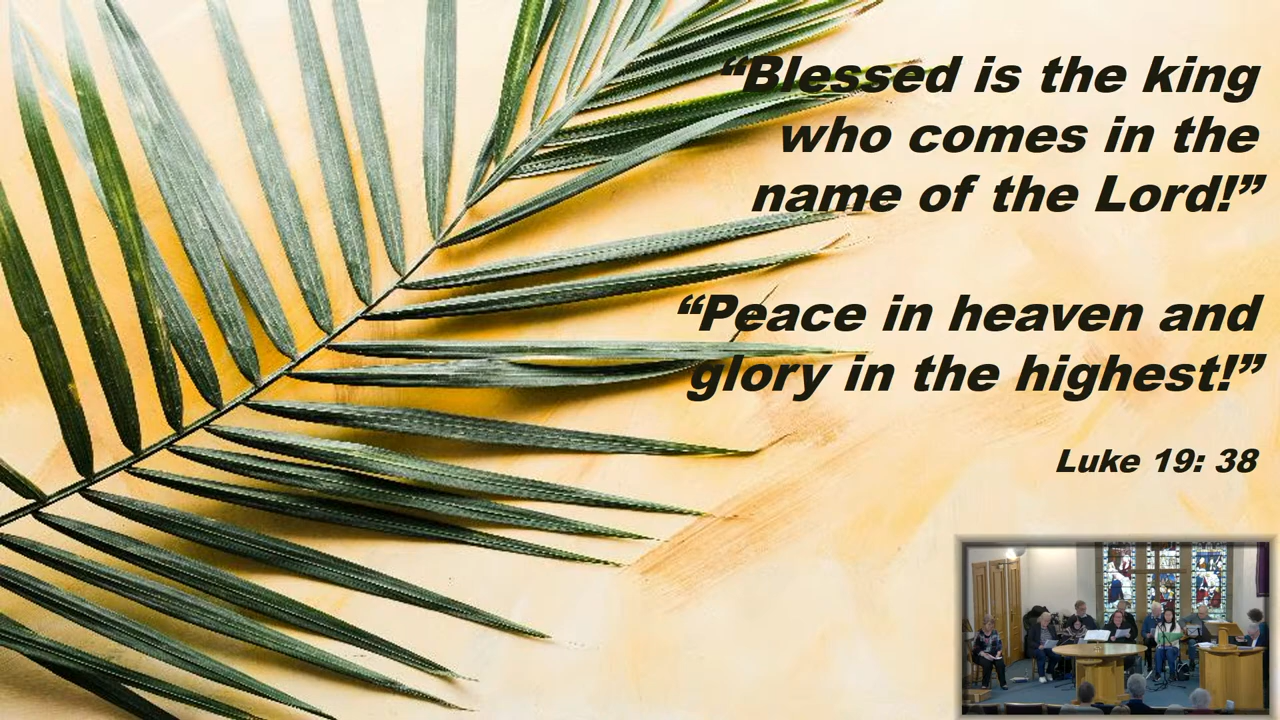 “Blessed is the king
who comes in the
name of the Lord!”
“Peace in heaven and
glory in the highest!”
Luke 19: 38